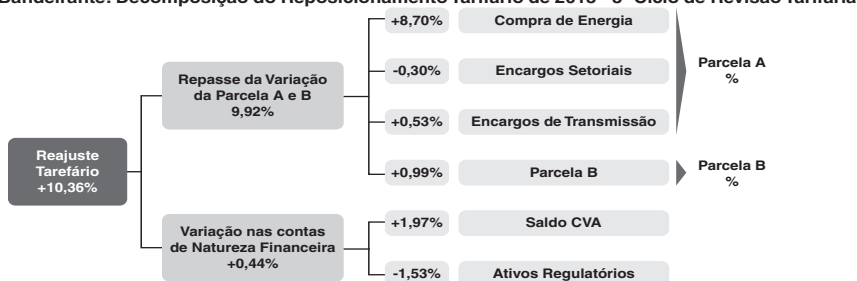 Bandeirante: Decomposição do Reposicionamento Tarifário de 2015 - 3º Ciclo de Revisão Tarifária
+8,70%
Compra de Energia
-0,30%
Encargos Setoriais
Parcela A
%
Repasse da Variação
da Parcela A e B
9,92%
+0,53%
Encargos de Transmissão
Reajuste
Tarefário
+10,36%
+0,99%
Parcela B
Parcela B
%
Variação nas contas
de Natureza Financeira
+0,44%
+1,97%
Saldo CVA
-1,53%
Ativos Regulatórios